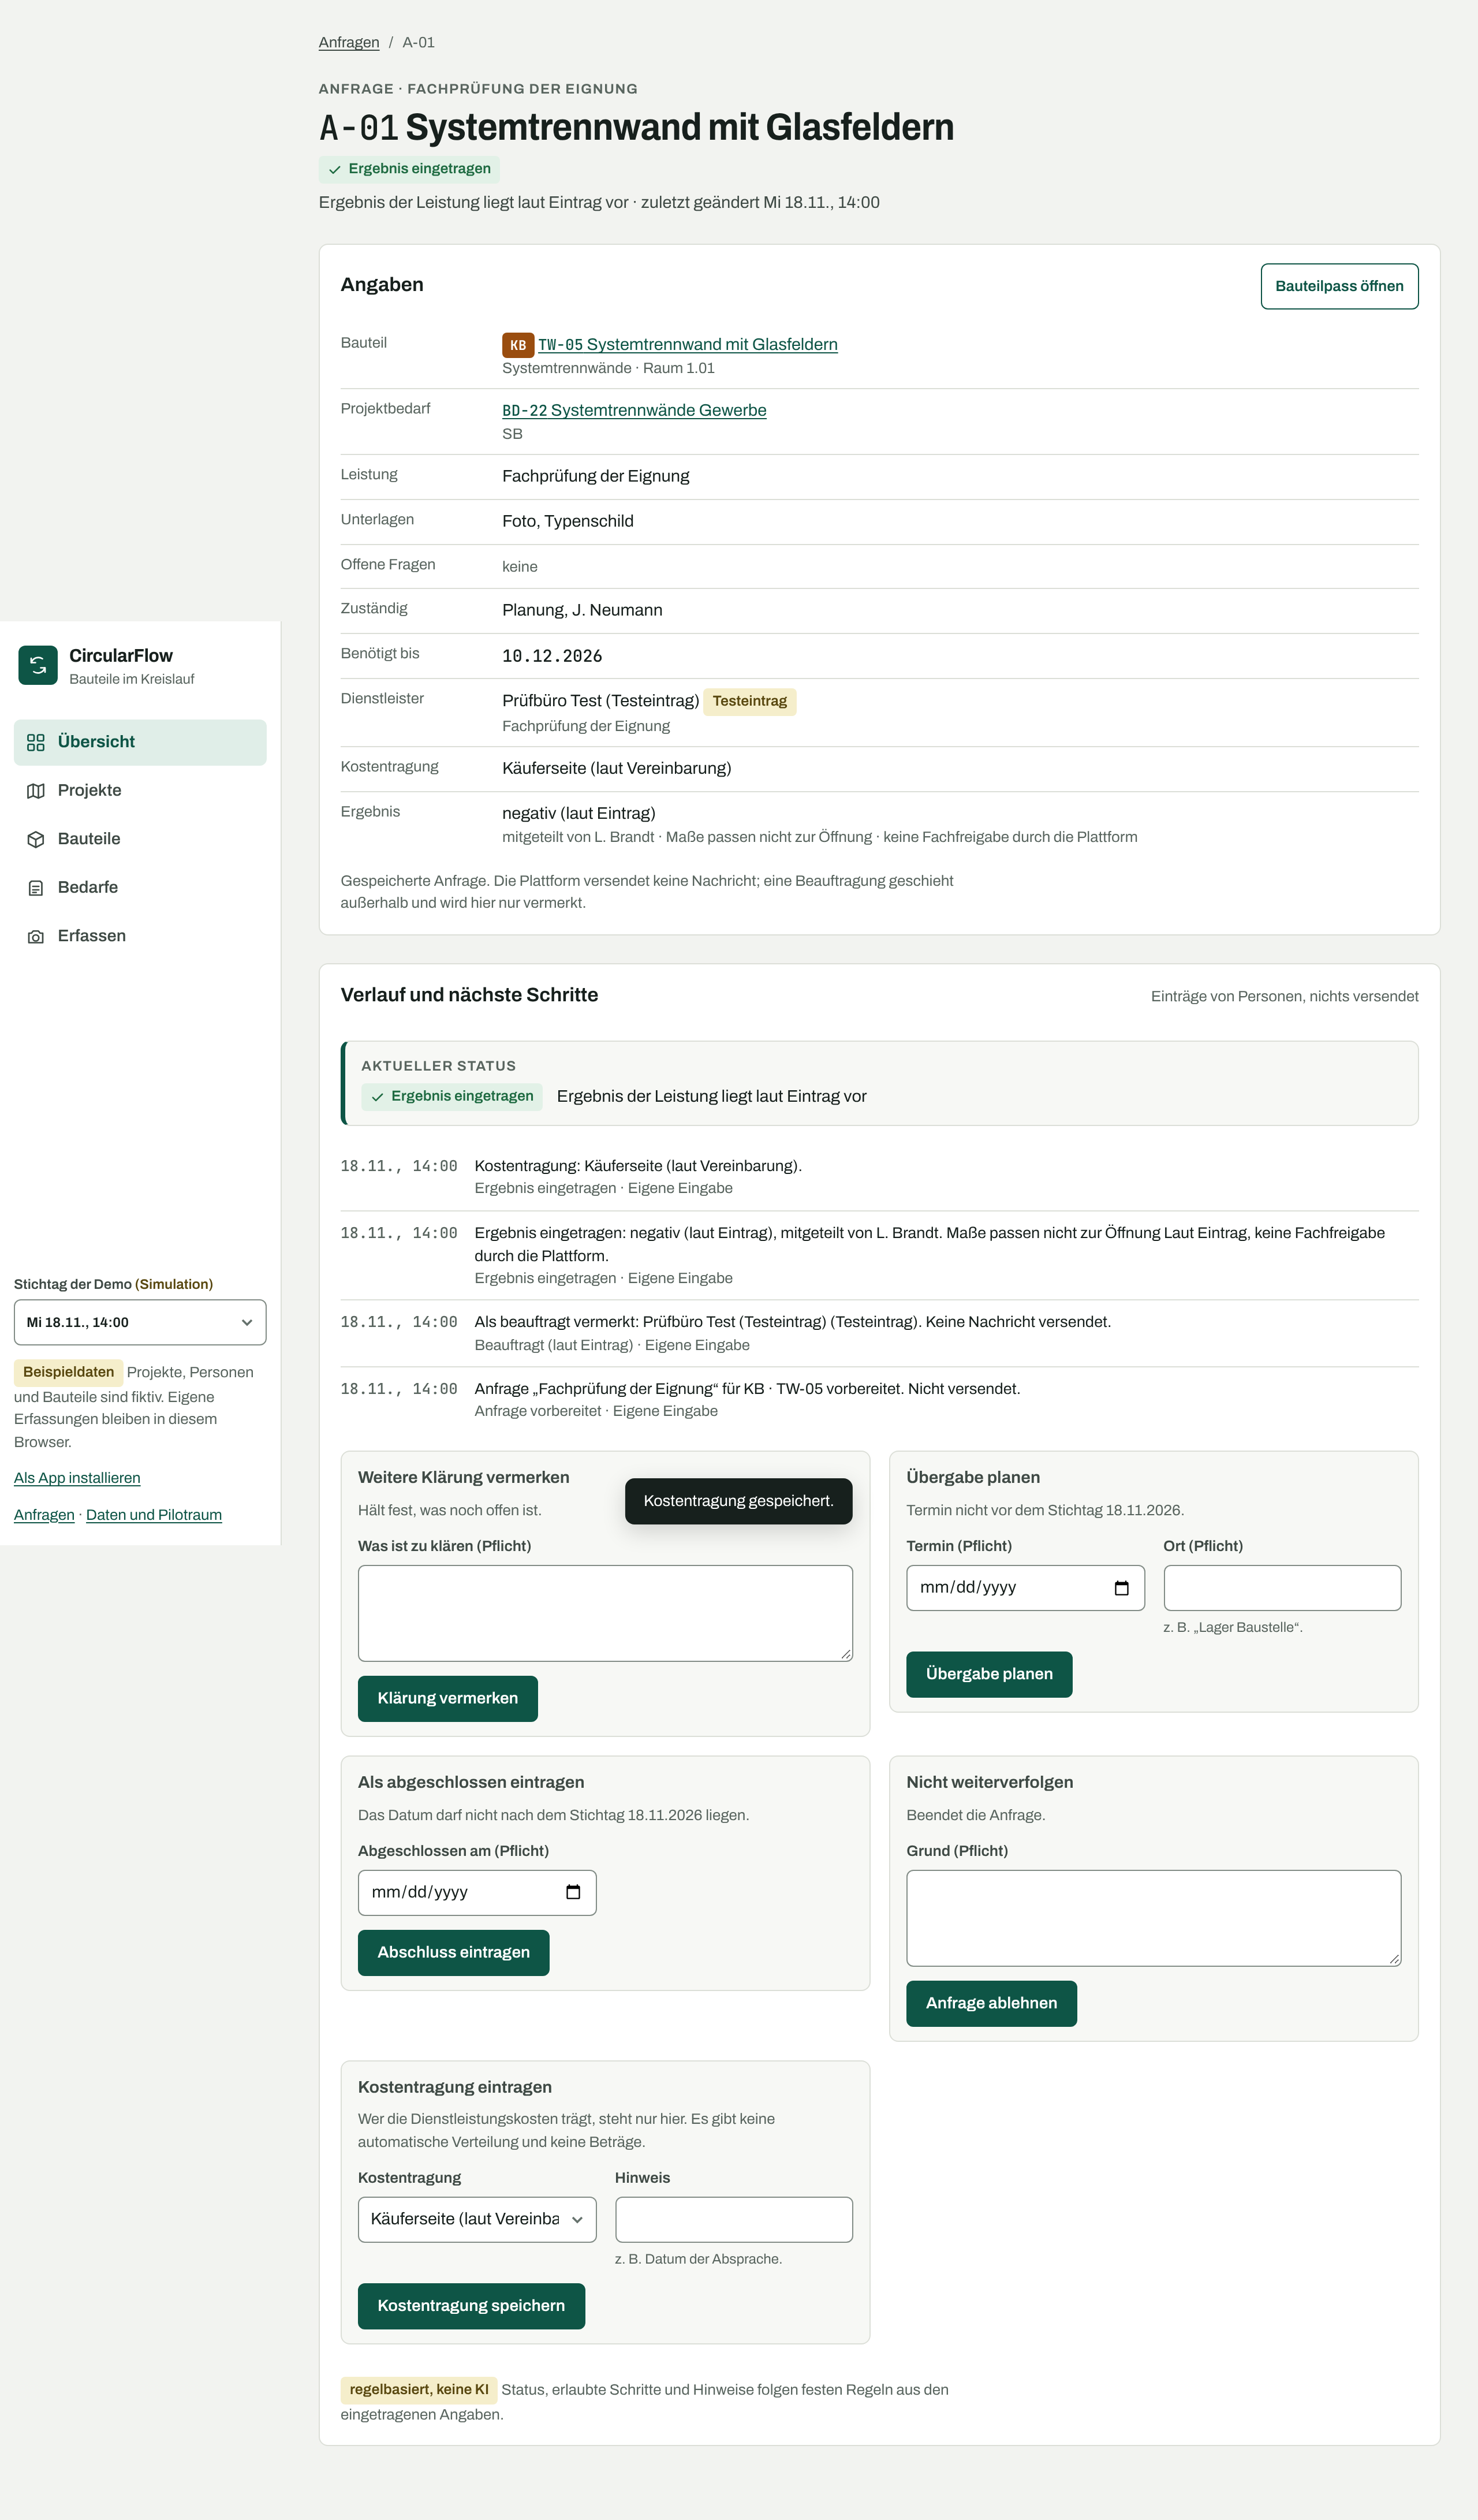 Anfragen / A-01
ANFRAGE · FACHPRÜFUNG DER EIGNUNG
A-01 Systemtrennwand mit Glasfeldern
Ergebnis eingetragen
Ergebnis der Leistung liegt laut Eintrag vor · zuletzt geändert Mi 18.11., 14:00
Angaben
Bauteilpass öffnen
Bauteil
KB TW-05 Systemtrennwand mit Glasfeldern
Systemtrennwände · Raum 1.01
Projektbedarf
BD-22 Systemtrennwände Gewerbe
SB
Leistung
Fachprüfung der Eignung
Unterlagen
Foto, Typenschild
Offene Fragen
keine
Zuständig
Planung, J. Neumann
Benötigt bis
10.12.2026
Dienstleister
Prüfbüro Test (Testeintrag) Testeintrag
Fachprüfung der Eignung
Kostentragung
Käuferseite (laut Vereinbarung)
Ergebnis
negativ (laut Eintrag)
mitgeteilt von L. Brandt · Maße passen nicht zur Öffnung · keine Fachfreigabe durch die Plattform
Gespeicherte Anfrage. Die Plattform versendet keine Nachricht; eine Beauftragung geschieht
außerhalb und wird hier nur vermerkt.
CircularFlow
Bauteile im Kreislauf
Übersicht
Projekte
Bauteile
Bedarfe
Erfassen
Stichtag der Demo (Simulation)
Mi 18.11., 14:00
Beispieldaten Projekte, Personen
und Bauteile sind fiktiv. Eigene
Erfassungen bleiben in diesem
Browser.
Als App installieren
Anfragen · Daten und Pilotraum
Verlauf und nächste Schritte
Einträge von Personen, nichts versendet
AKTUELLER STATUS
Ergebnis eingetragen Ergebnis der Leistung liegt laut Eintrag vor
18.11., 14:00 Kostentragung: Käuferseite (laut Vereinbarung).
Ergebnis eingetragen · Eigene Eingabe
18.11., 14:00 Ergebnis eingetragen: negativ (laut Eintrag), mitgeteilt von L. Brandt. Maße passen nicht zur Öffnung Laut Eintrag, keine Fachfreigabe
durch die Plattform.
Ergebnis eingetragen · Eigene Eingabe
18.11., 14:00 Als beauftragt vermerkt: Prüfbüro Test (Testeintrag) (Testeintrag). Keine Nachricht versendet.
Beauftragt (laut Eintrag) · Eigene Eingabe
18.11., 14:00 Anfrage „Fachprüfung der Eignung“ für KB · TW-05 vorbereitet. Nicht versendet.
Anfrage vorbereitet · Eigene Eingabe
Weitere Klärung vermerken
Hält fest, was noch offen ist.
Kostentragung gespeichert.
Was ist zu klären (Pflicht)
Klärung vermerken
Übergabe planen
Termin nicht vor dem Stichtag 18.11.2026.
Termin (Pflicht)
mm/dd/yyyy
Ort (Pflicht)
z. B. „Lager Baustelle“.
Übergabe planen
Als abgeschlossen eintragen
Das Datum darf nicht nach dem Stichtag 18.11.2026 liegen.
Abgeschlossen am (Pflicht)
mm/dd/yyyy
Abschluss eintragen
Nicht weiterverfolgen
Beendet die Anfrage.
Grund (Pflicht)
Anfrage ablehnen
Kostentragung eintragen
Wer die Dienstleistungskosten trägt, steht nur hier. Es gibt keine
automatische Verteilung und keine Beträge.
Kostentragung
Käuferseite (laut Vereinba
Hinweis
z. B. Datum der Absprache.
Kostentragung speichern
regelbasiert, keine KI Status, erlaubte Schritte und Hinweise folgen festen Regeln aus den
eingetragenen Angaben.